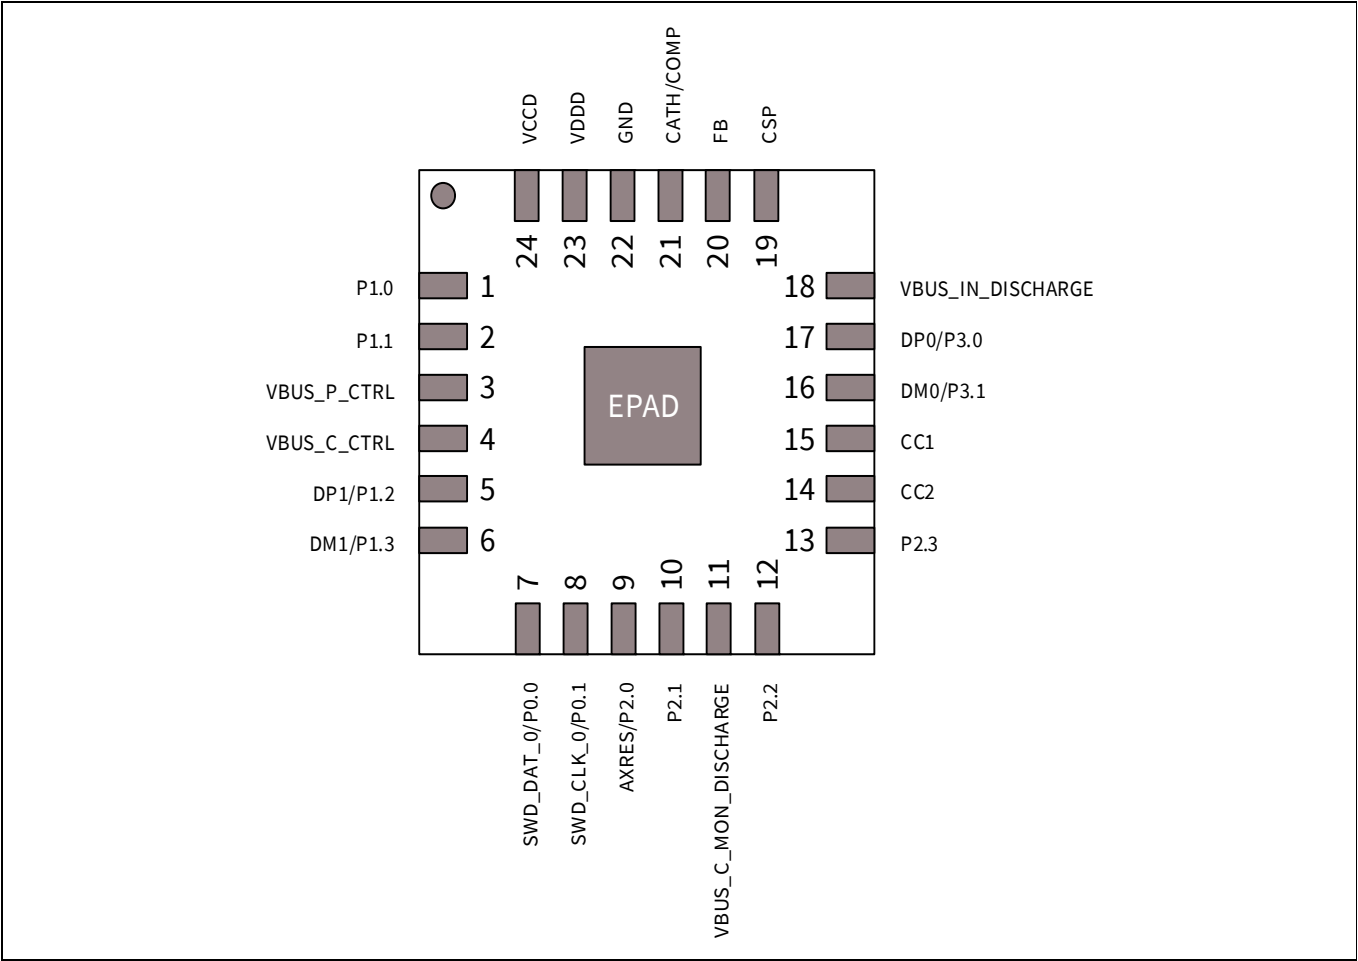 VCCD
VDDD
GND
CATH/COMP
FB
CSP
24
23
22
21
20
19
P1.0
1
P1.1
2
VBUS_P_CTRL
3
VBUS_C_CTRL
4
DP1/P1.2
5
DM1/P1.3
6
EPAD
18
VBUS_IN_DISCHARGE
17
DP0/P3.0
16
DM0/P3.1
15
CC1
14
CC2
13
P2.3
7
8
9
10
11
12
SWD_DAT_0/P0.0
SWD_CLK_0/P0.1
AXRES/P2.0
P2.1
VBUS_C_MON_DISCHARGE
P2.2